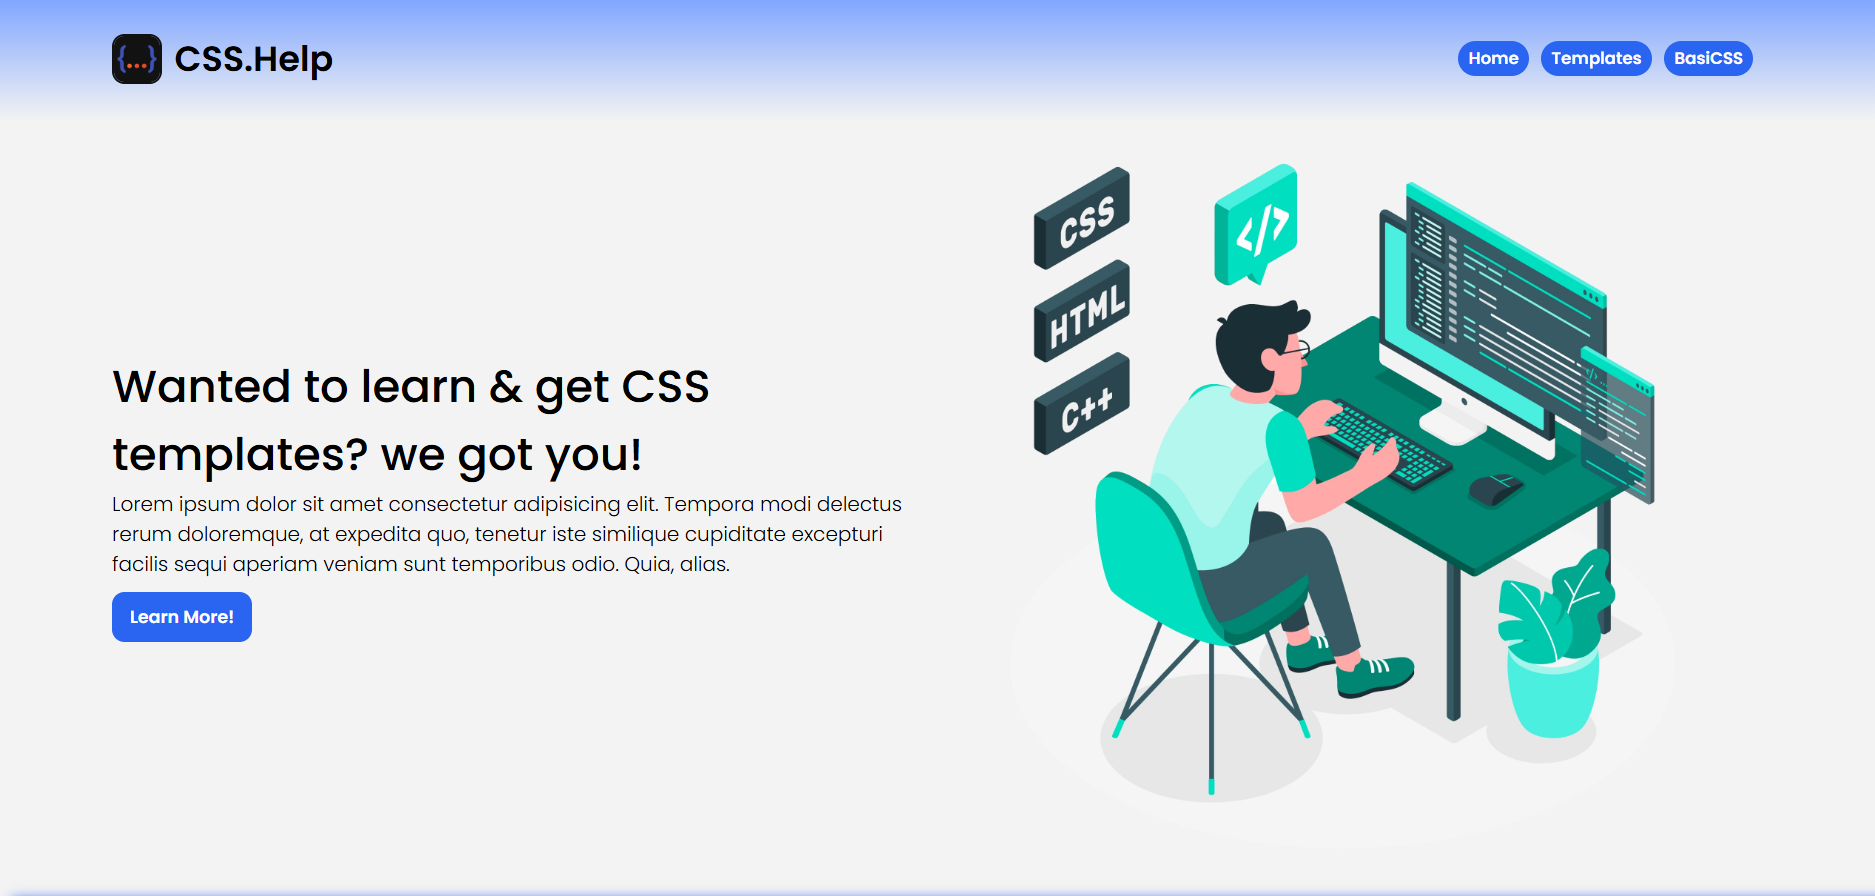 {...} CSS.Help
Home Templates BasiCSS
CSS
</>
HTML
C++
Wanted to learn & get CSS
templates? we got you!
Lorem ipsum dolor sit amet consectetur adipisicing elit. Tempora modi delectus
rerum doloremque, at expedita quo, tenetur iste similique cupiditate excepturi
facilis sequi aperiam veniam sunt temporibus odio. Quia, alias.
Learn More!